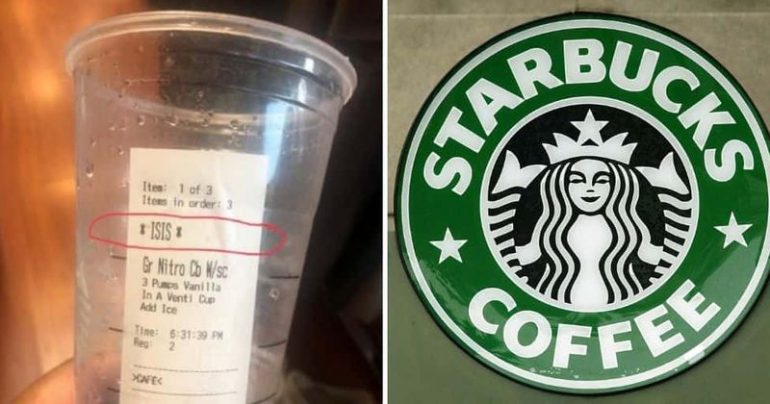 Item: 1 of 3
Items in order: 3
* ISIS *
Gr Nitro Cb W/sc
3 Pumps Vanilla
In A Venti Cup
Add Ice
Time: 6:31:39 PM
Reg: 2
>CAFE<
STARBUCKS
COFFEE